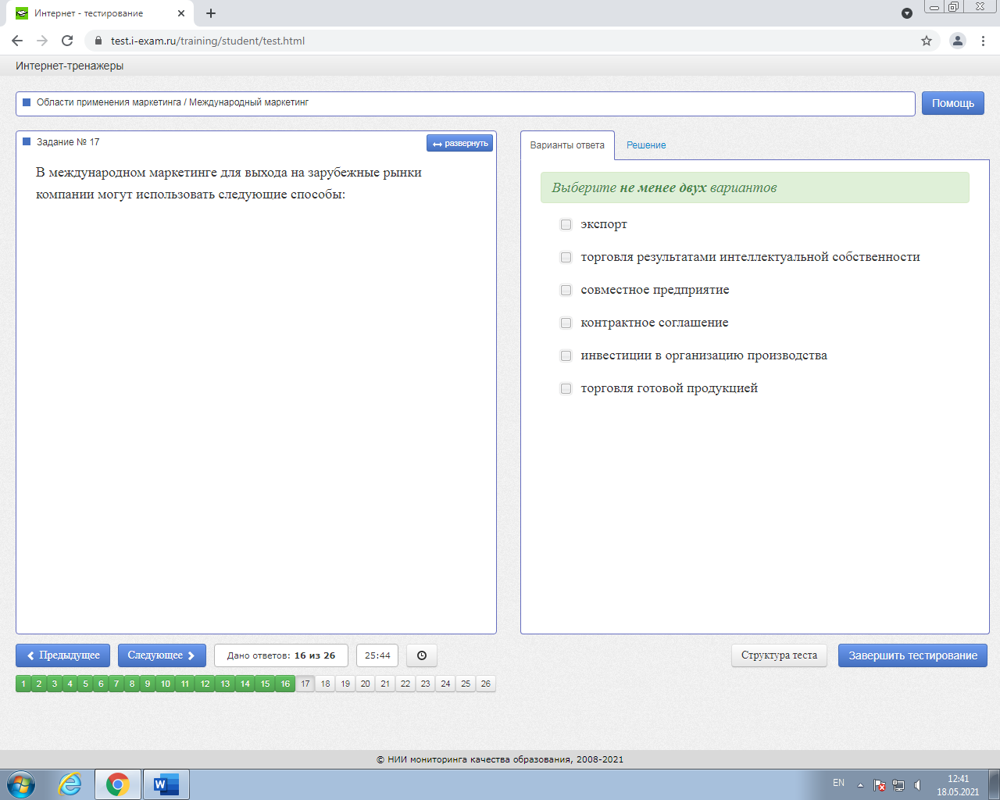 Интернет - тестирование
test.i-exam.ru/training/student/test.html
Интернет-тренажеры
Области применения маркетинга / Международный маркетинг
Помощь
Задание № 17
развернуть
В международном маркетинге для выхода на зарубежные рынки
компании могут использовать следующие способы:
Варианты ответа
Решение
Выберите не менее двух вариантов
экспорт
торговля результатами интеллектуальной собственности
совместное предприятие
контрактное соглашение
инвестиции в организацию производства
торговля готовой продукцией
Предыдущее
Следующее
Дано ответов: 16 из 26
25:44
Структура теста
Завершить тестирование
1 2 3 4 5 6 7 8 9 10 11 12 13 14 15 16 17 18 19 20 21 22 23 24 25 26
© НИИ мониторинга качества образования, 2008-2021
EN
12:41
18.05.2021